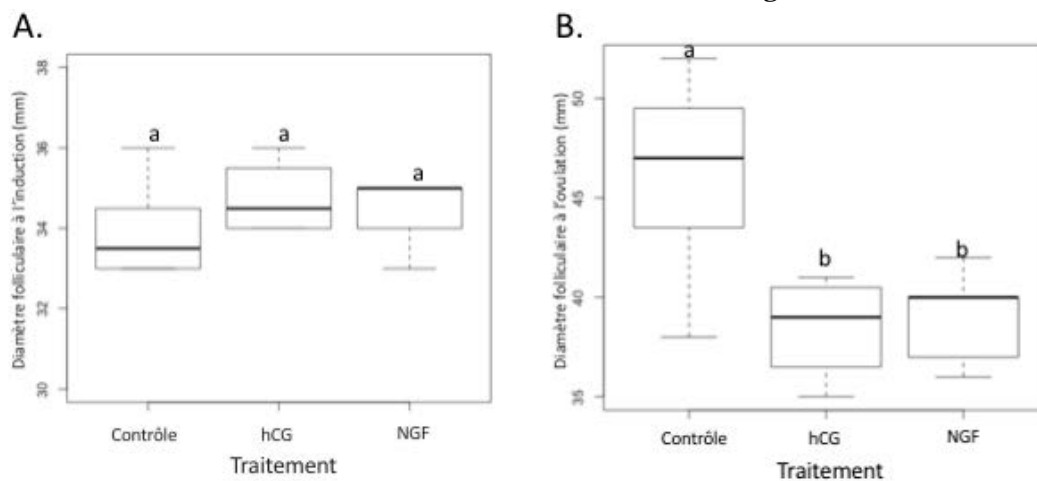 A.
Diamètre folliculaire à l'induction (mm)
38
36
34
32
30
a
a
a
Contrôle
hCG
NGF
Traitement
B.
Diamètre folliculaire à l'ovulation (mm)
50
45
40
35
a
b
b
Contrôle
hCG
NGF
Traitement